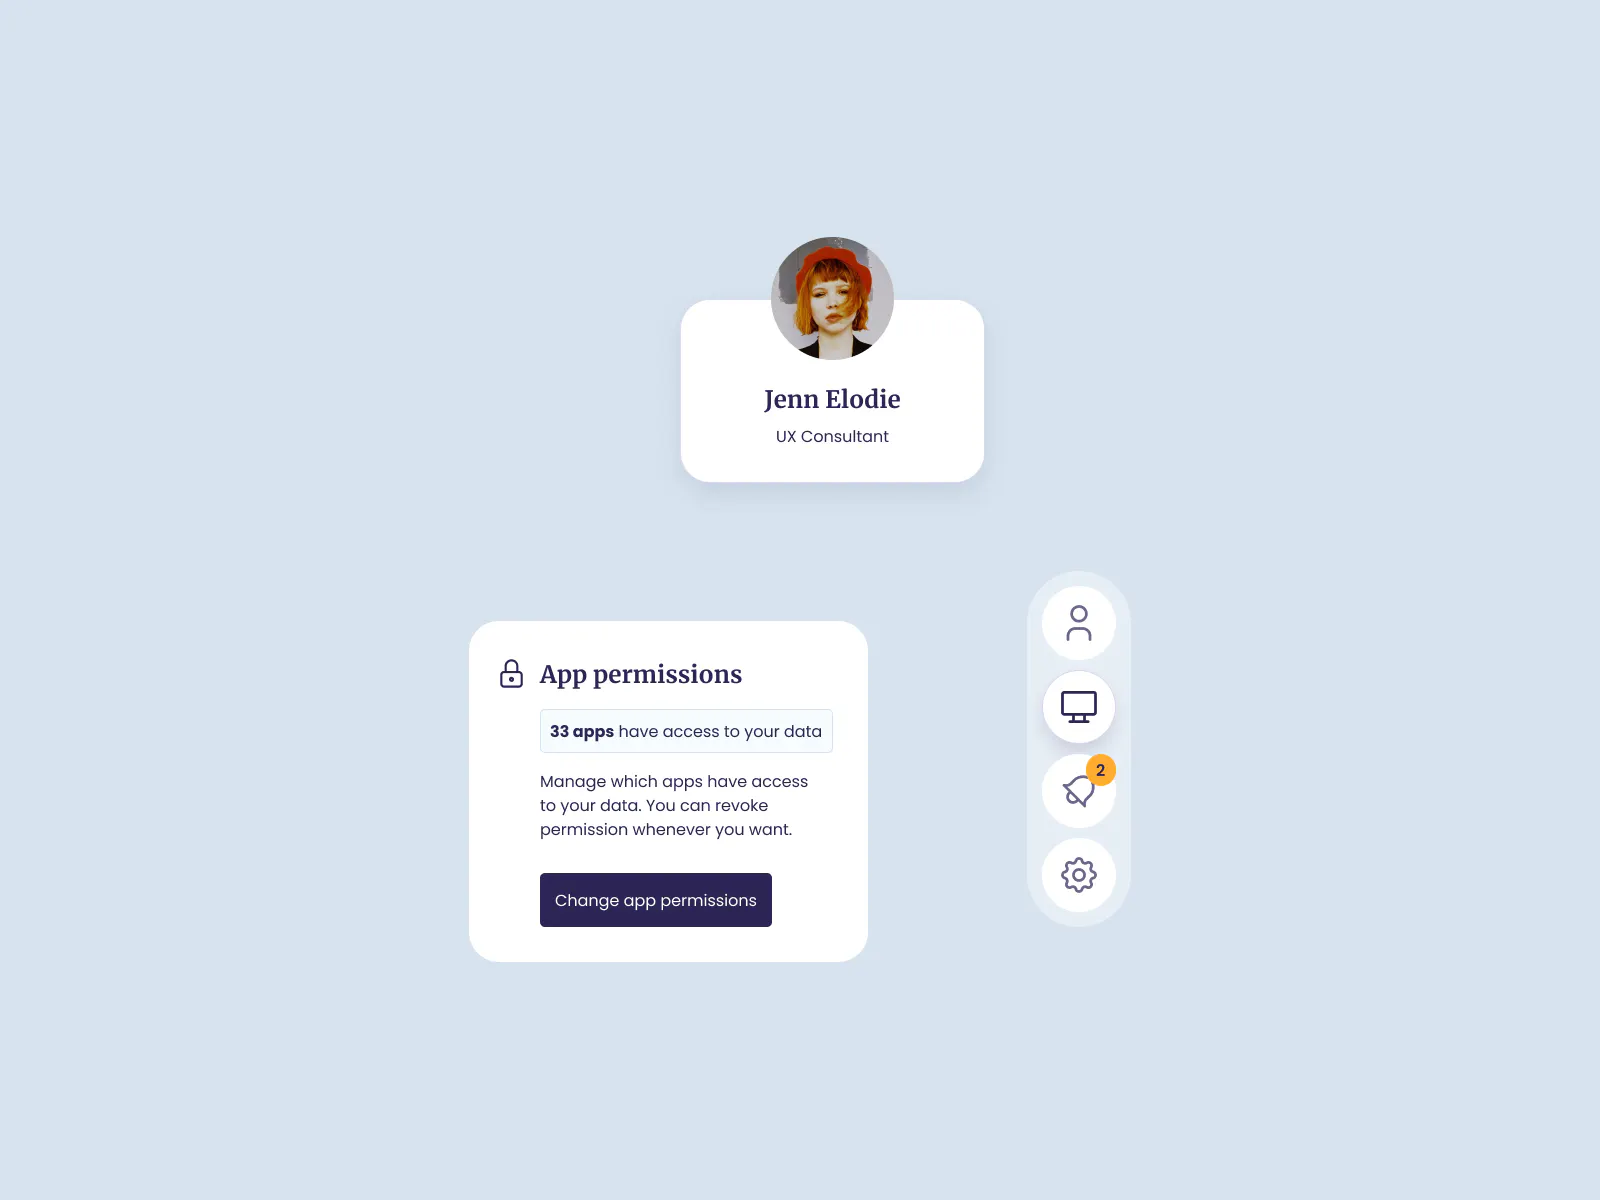 Jenn Elodie
UX Consultant
App permissions
33 apps have access to your data
Manage which apps have access
to your data. You can revoke
permission whenever you want.
Change app permissions
2